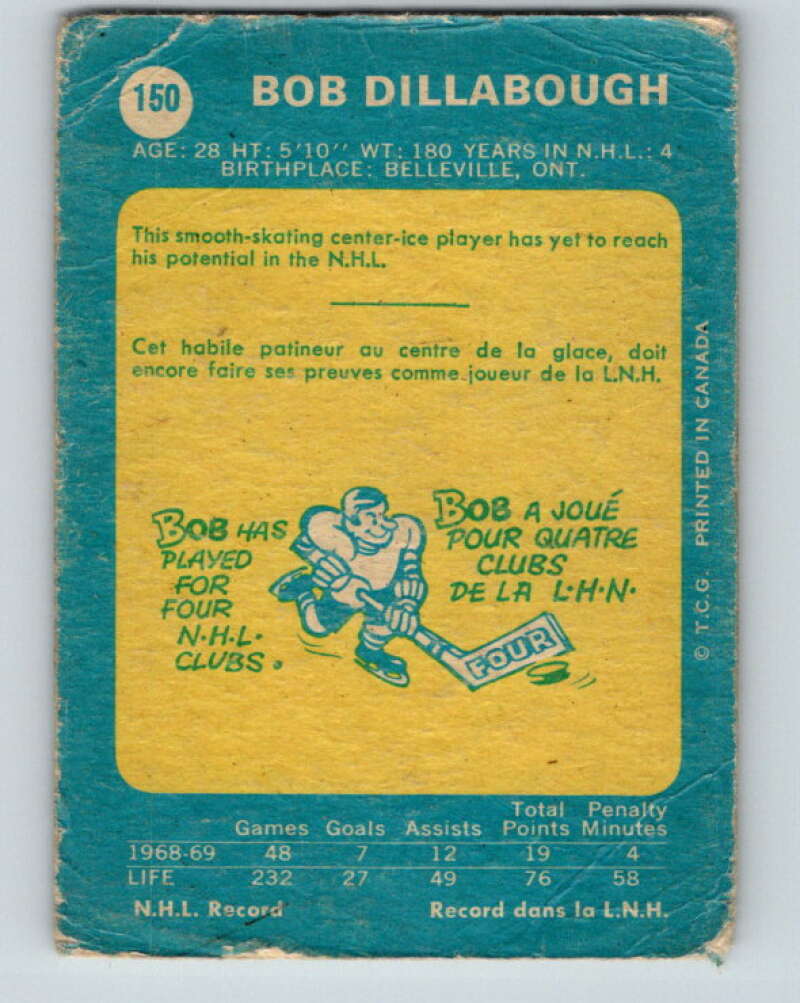 150
BOB DILLABOUGH
AGE: 28 HT: 5'10'' WT: 180 YEARS IN N.H.L.: 4
BIRTHPLACE: BELLEVILLE, ONT.
This smooth-skating center-ice player has yet to reach
his potential in the N.H.L.
Cet habile patineur au centre de la glace, doit
encore faire ses preuves comme joueur de la L.N.H.
BOB HAS
PLAYED
FOR
FOUR
N·H·L·
CLUBS.
BOB A JOUÉ
POUR QUATRE
CLUBS
DE LA L·H·N·
FOUR
© T.C.G. PRINTED IN CANADA
Total Penalty
Games Goals Assists Points Minutes
1968-69 48 7 12 19 4
LIFE 232 27 49 76 58
N.H.L. Record Record dans la L.N.H.